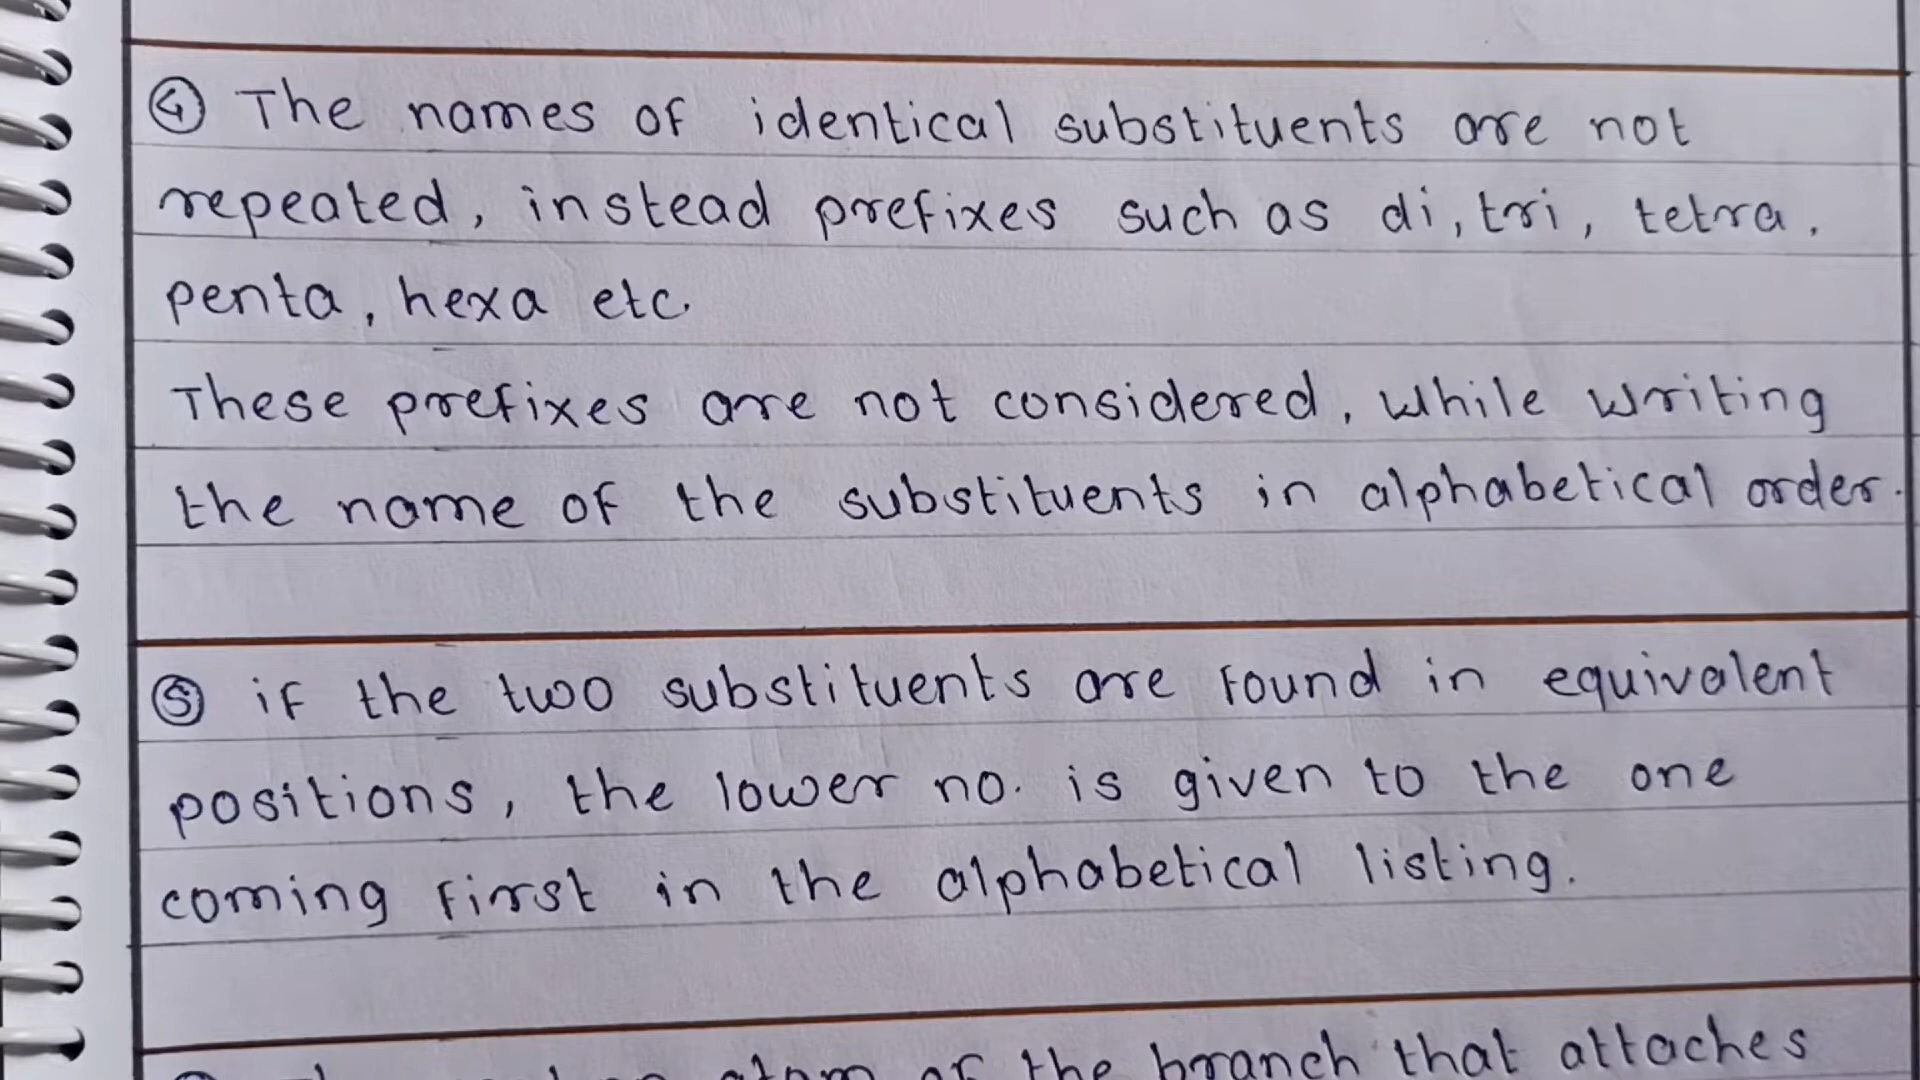 ④ The names of identical substituents are not
repeated, instead prefixes such as di, tri, tetra,
penta, hexa etc.
These prefixes are not considered, while writing
the name of the substituents in alphabetical order.
⑤ if the two substituents are found in equivalent
positions, the lower no. is given to the one
coming first in the alphabetical listing.
atom of the branch that attaches